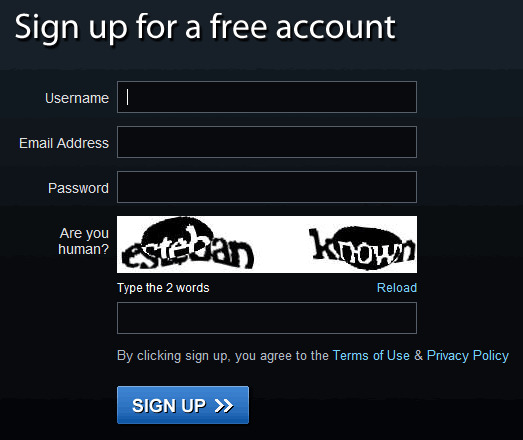 Sign up for a free account
Username
Email Address
Password
Are you
human?
esteban known
Type the 2 words
Reload
By clicking sign up, you agree to the Terms of Use & Privacy Policy
SIGN UP >>